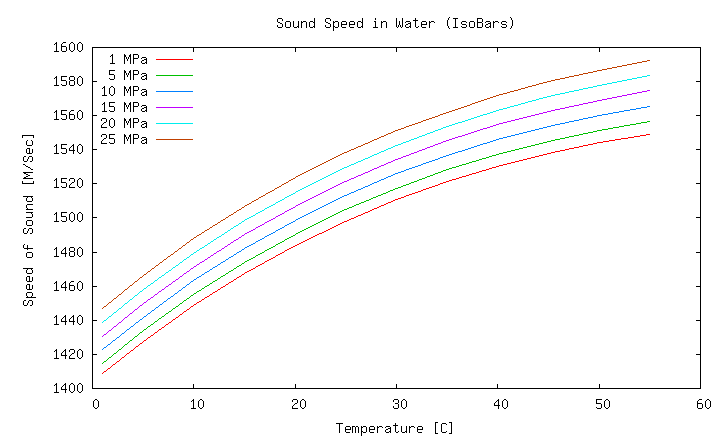 Sound Speed in Water (IsoBars)
1600
1580
1560
1540
1520
1500
1480
1460
1440
1420
1400
1 MPa
5 MPa
10 MPa
15 MPa
20 MPa
25 MPa
Speed of Sound [M/Sec]
0 10 20 30 40 50 60
Temperature [C]